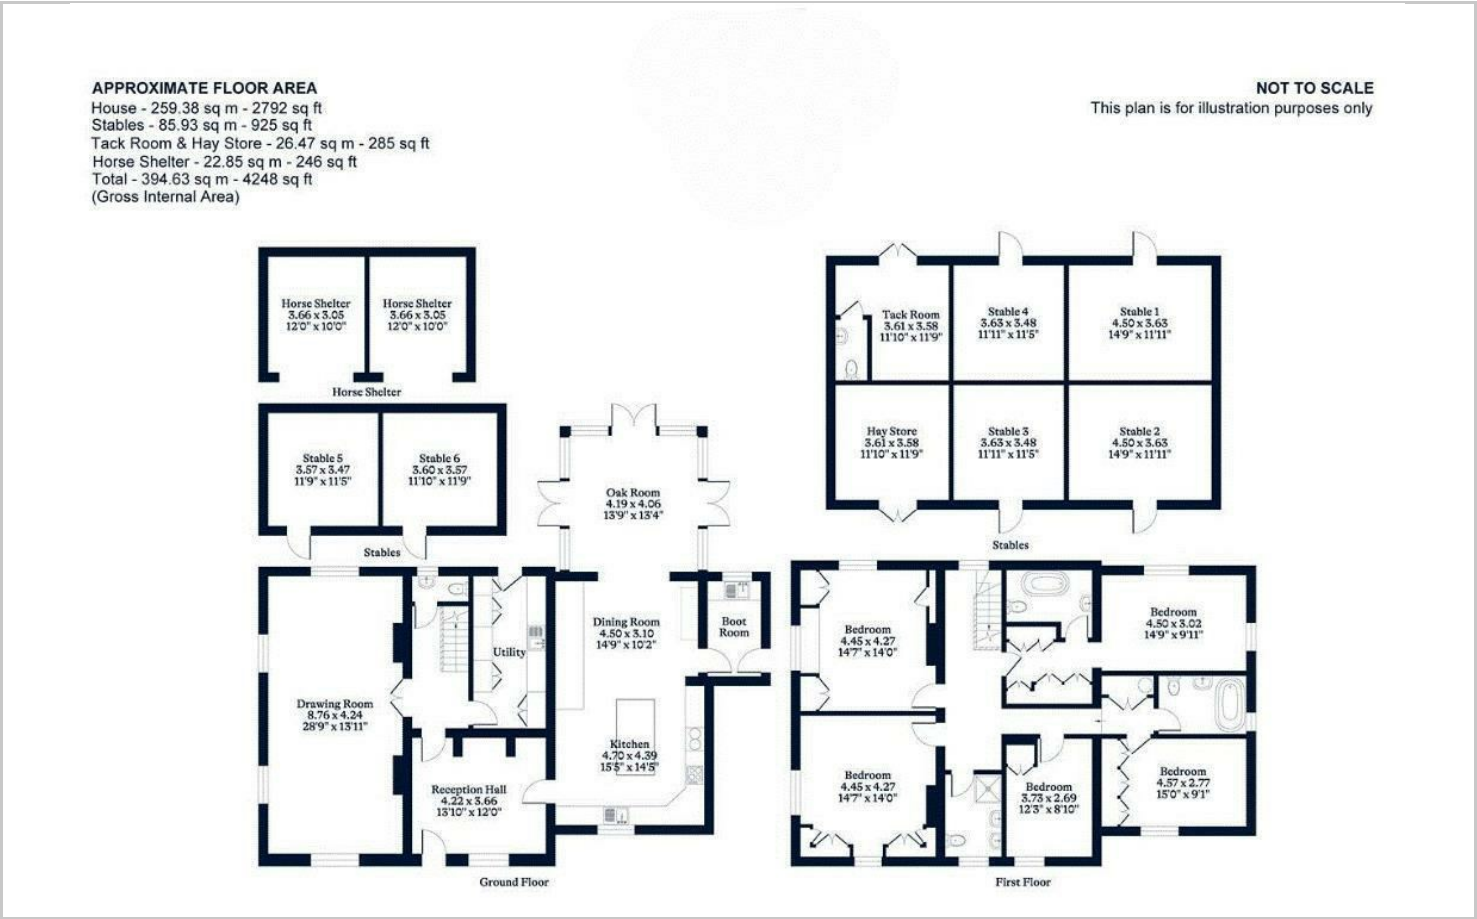 APPROXIMATE FLOOR AREA
House - 259.38 sq m - 2792 sq ft
Stables - 85.93 sq m - 925 sq ft
Tack Room & Hay Store - 26.47 sq m - 285 sq ft
Horse Shelter - 22.85 sq m - 246 sq ft
Total - 394.63 sq m - 4248 sq ft
(Gross Internal Area)
NOT TO SCALE
This plan is for illustration purposes only
Horse Shelter
3.66 x 3.05
12'0" x 10'0"
Horse Shelter
3.66 x 3.05
12'0" x 10'0"
Horse Shelter
Tack Room
3.61 x 3.58
11'10" x 11'9"
Stable 4
3.63 x 3.48
11'11" x 11'5"
Stable 1
4.50 x 3.63
14'9" x 11'11"
Hay Store
3.61 x 3.58
11'10" x 11'9"
Stable 3
3.63 x 3.48
11'11" x 11'5"
Stable 2
4.50 x 3.63
14'9" x 11'11"
Stables
Stable 5
3.57 x 3.47
11'9" x 11'5"
Stable 6
3.60 x 3.57
11'10" x 11'9"
Stables
Oak Room
4.19 x 4.06
13'9" x 13'4"
Dining Room
4.50 x 3.10
14'9" x 10'2"
Boot
Room
Utility
Drawing Room
8.76 x 4.24
28'9" x 13'11"
Kitchen
4.70 x 4.39
15'5" x 14'5"
Reception Hall
4.22 x 3.66
13'10" x 12'0"
Ground Floor
Bedroom
4.45 x 4.27
14'7" x 14'0"
Bedroom
4.50 x 3.02
14'9" x 9'11"
Bedroom
4.45 x 4.27
14'7" x 14'0"
Bedroom
3.73 x 2.69
12'3" x 8'10"
Bedroom
4.57 x 2.77
15'0" x 9'1"
First Floor